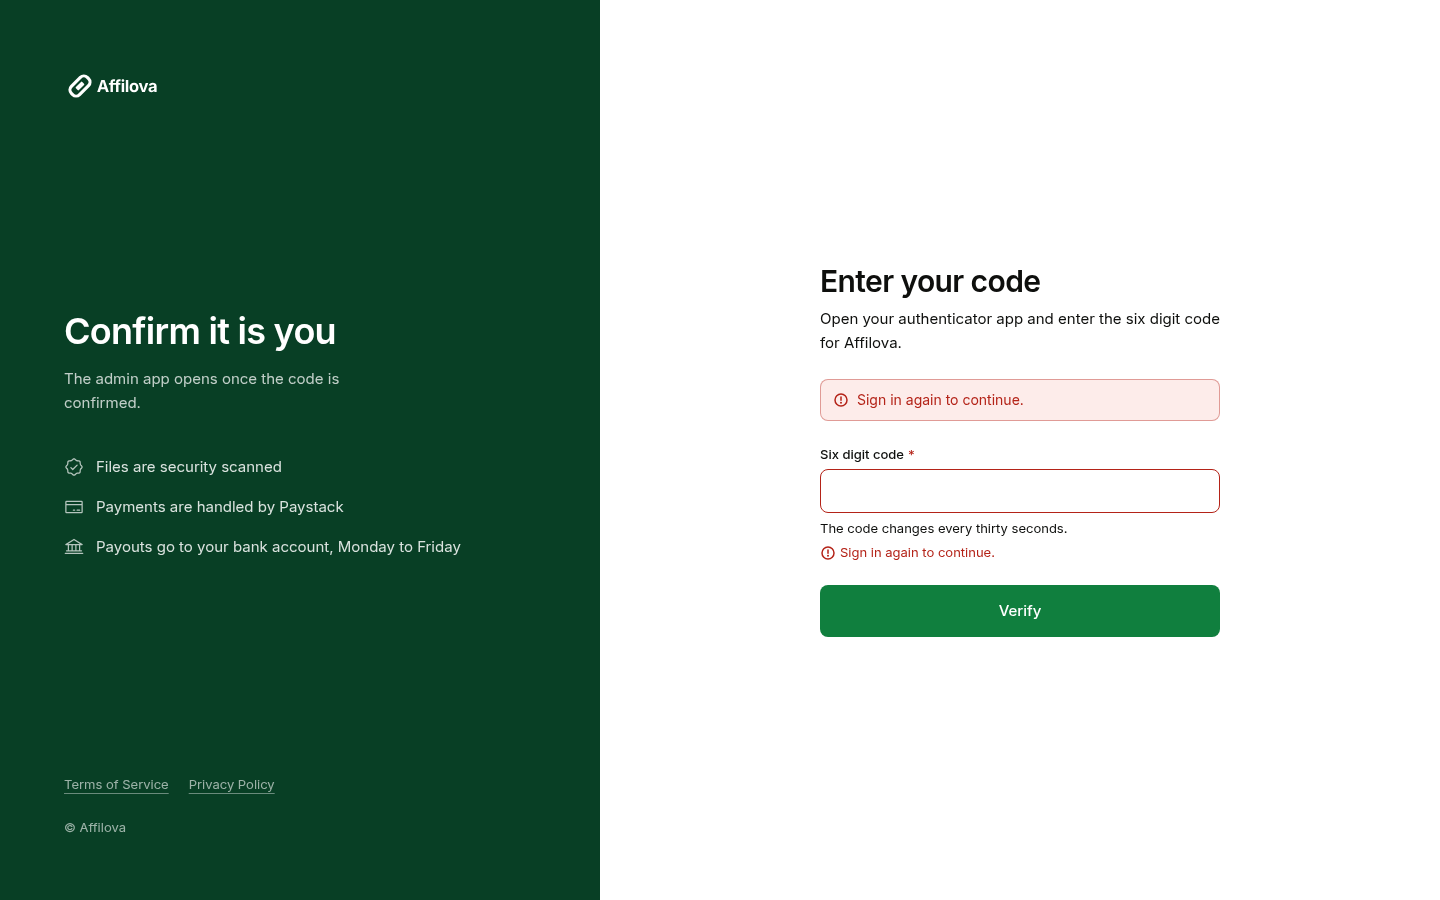 Affilova
Confirm it is you
The admin app opens once the code is
confirmed.
Files are security scanned
Payments are handled by Paystack
Payouts go to your bank account, Monday to Friday
Terms of Service Privacy Policy
© Affilova
Enter your code
Open your authenticator app and enter the six digit code
for Affilova.
Sign in again to continue.
Six digit code *
The code changes every thirty seconds.
Sign in again to continue.
Verify